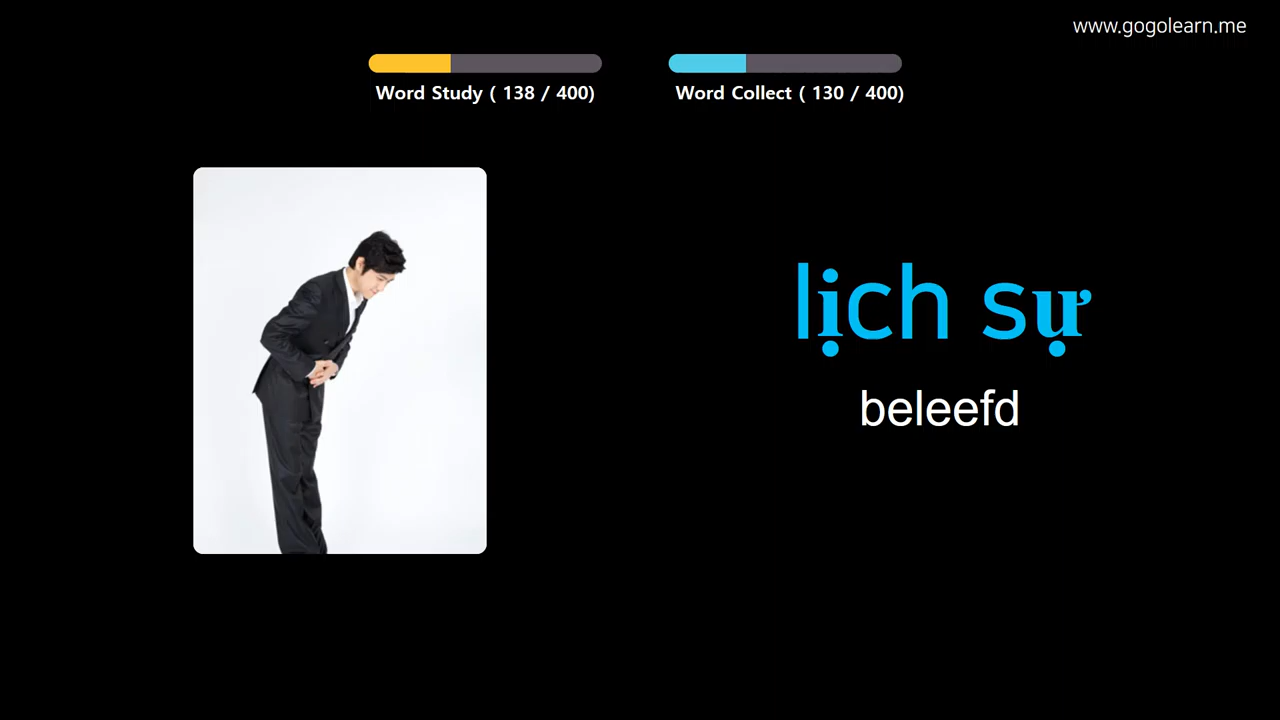 www.gogolearn.me
Word Study ( 138 / 400)
Word Collect ( 130 / 400)
lịch sự
beleefd